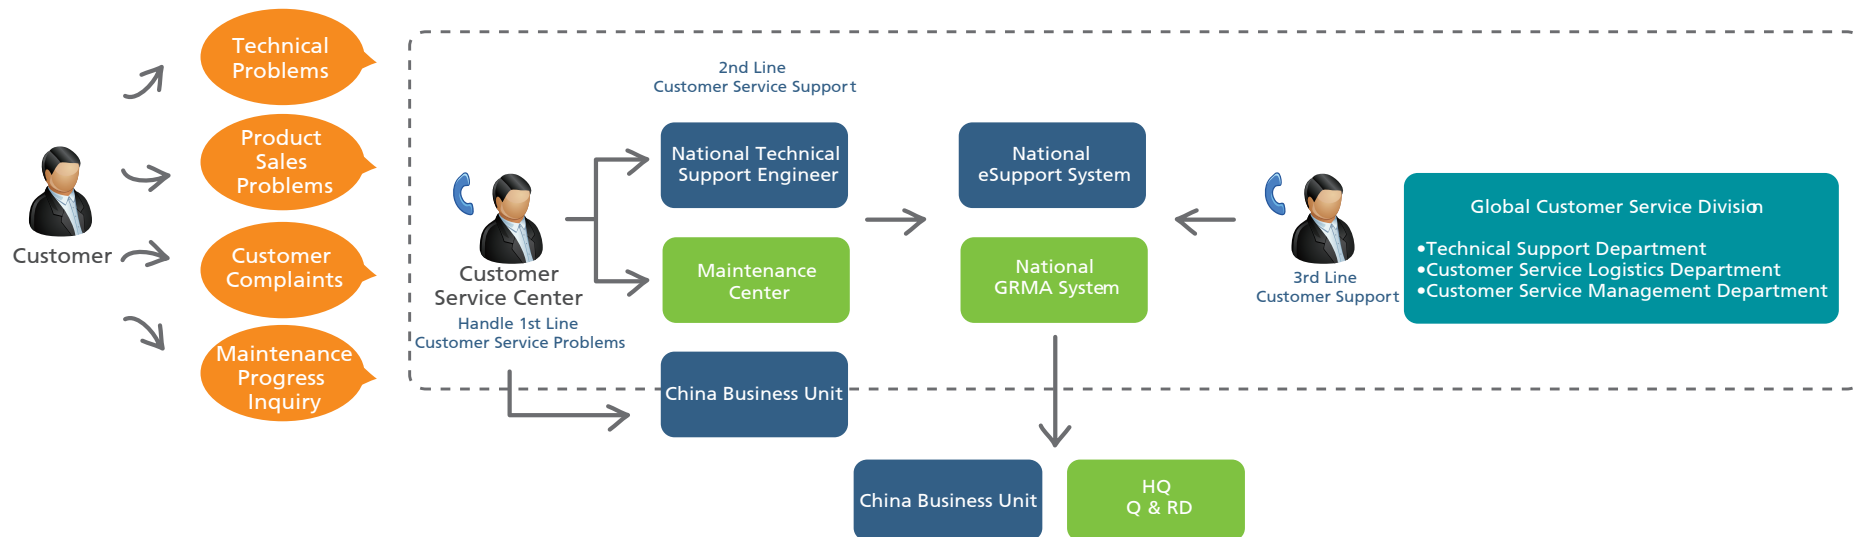 Technical
Problems
Product
Sales
Problems
Customer
Complaints
Maintenance
Progress
Inquiry
Customer
Customer
Service Center
Handle 1st Line
Customer Service Problems
2nd Line
Customer Service Support
National Technical
Support Engineer
Maintenance
Center
China Business Unit
National
eSupport System
National
GRMA System
China Business Unit
HQ
Q & RD
3rd Line
Customer Support
Global Customer Service Division
•Technical Support Department
•Customer Service Logistics Department
•Customer Service Management Department